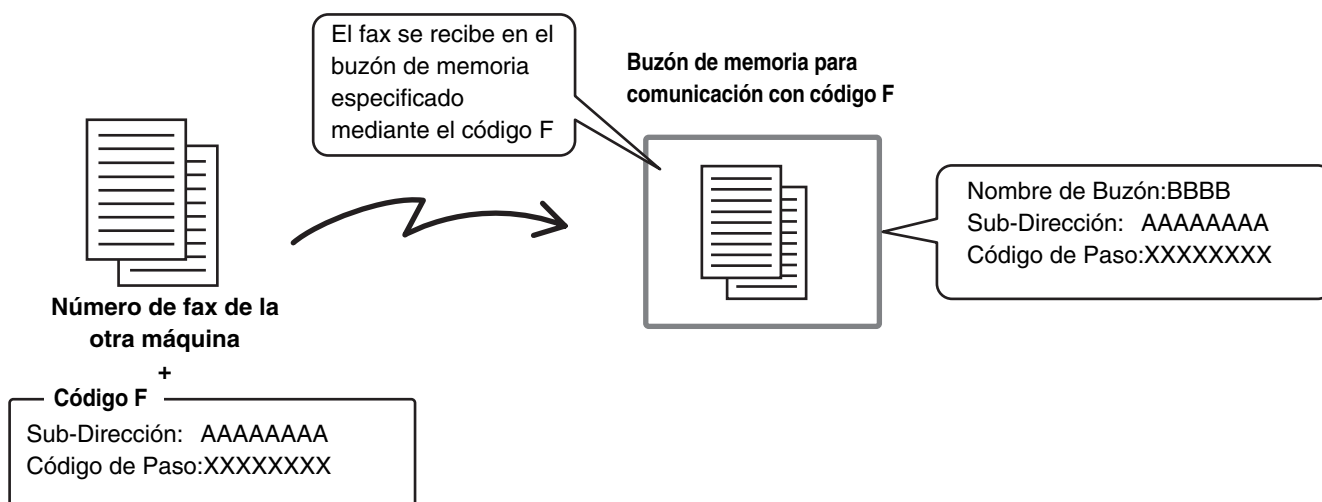 El fax se recibe en el
buzón de memoria
especificado
mediante el código F
Buzón de memoria para
comunicación con código F
Nombre de Buzón:BBBB
Sub-Dirección: AAAAAAAA
Código de Paso:XXXXXXXX
Número de fax de la
otra máquina
+
Código F
Sub-Dirección: AAAAAAAA
Código de Paso:XXXXXXXX